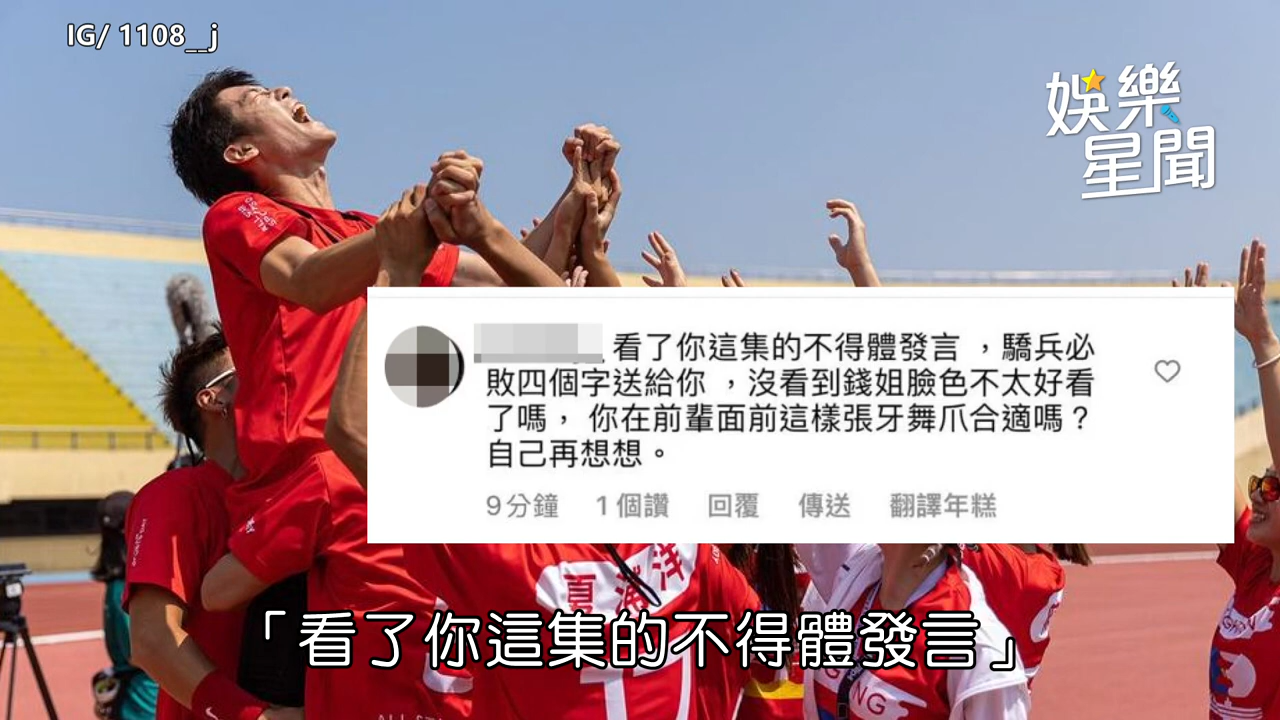 IG/ 1108__j
娛樂
星聞
看了你這集的不得體發言 ，驕兵必
敗四個字送給你 ，沒看到錢姐臉色不太好看
了嗎， 你在前輩面前這樣張牙舞爪合適嗎？
自己再想想。
9分鐘 1個讚 回覆 傳送 翻譯年糕
夏浦洋
17
「看了你這集的不得體發言」